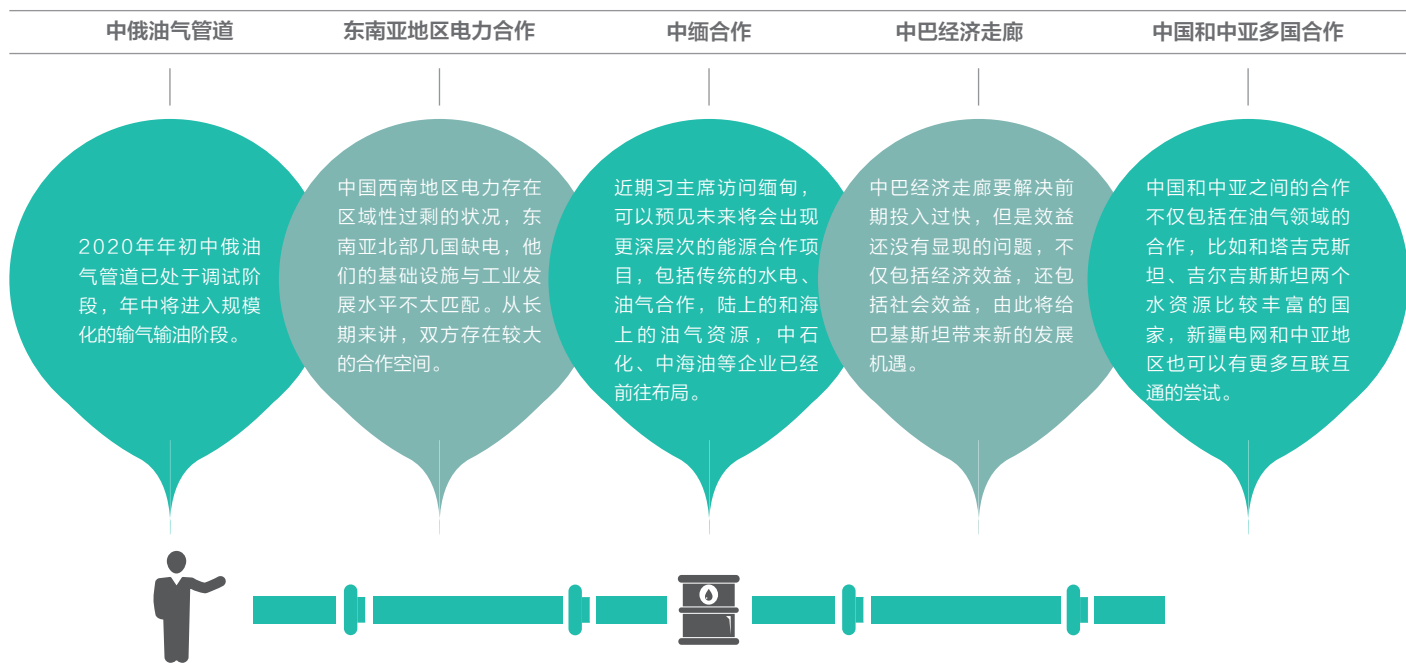 中俄油气管道
东南亚地区电力合作
中缅合作
中巴经济走廊
中国和中亚多国合作
2020年年初中俄油
气管道已处于调试阶
段，年中将进入规模
化的输气输油阶段。
中国西南地区电力存在
区域性过剩的状况，东
南亚北部几国缺电，他
们的基础设施与工业发
展水平不太匹配。从长
期来讲，双方存在较大
的合作空间。
近期习主席访问缅甸，
可以预见未来将会出现
更深层次的能源合作项
目，包括传统的水电、
油气合作，陆上的和海
上的油气资源，中石
化、中海油等企业已经
前往布局。
中巴经济走廊要解决前
期投入过快，但是效益
还没有显现的问题，不
仅包括经济效益，还包
括社会效益，由此将给
巴基斯坦带来新的发展
机遇。
中国和中亚之间的合作
不仅包括在油气领域的
合作，比如和塔吉克斯
坦、吉尔吉斯斯坦两个
水资源比较丰富的国
家，新疆电网和中亚地
区也可以有更多互联互
通的尝试。